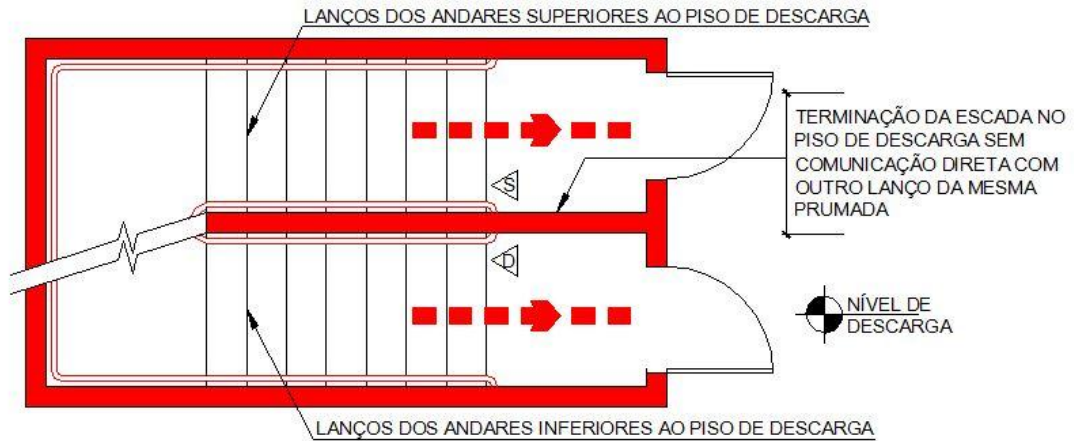 LANÇOS DOS ANDARES SUPERIORES AO PISO DE DESCARGA
TERMINAÇÃO DA ESCADA NO
PISO DE DESCARGA SEM
COMUNICAÇÃO DIRETA COM
OUTRO LANÇO DA MESMA
PRUMADA
S
D
NÍVEL DE
DESCARGA
LANÇOS DOS ANDARES INFERIORES AO PISO DE DESCARGA